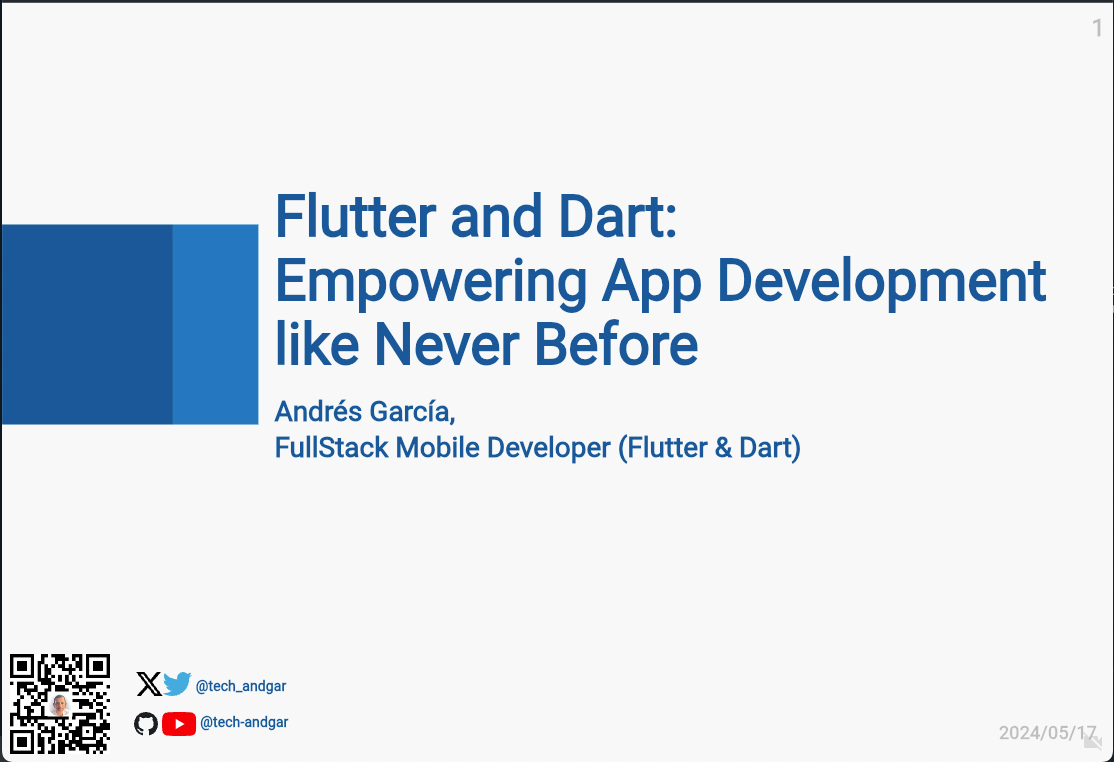 1
Flutter and Dart:
Empowering App Development
like Never Before
Andrés García,
FullStack Mobile Developer (Flutter & Dart)
@tech_andgar
@tech-andgar
2024/05/17